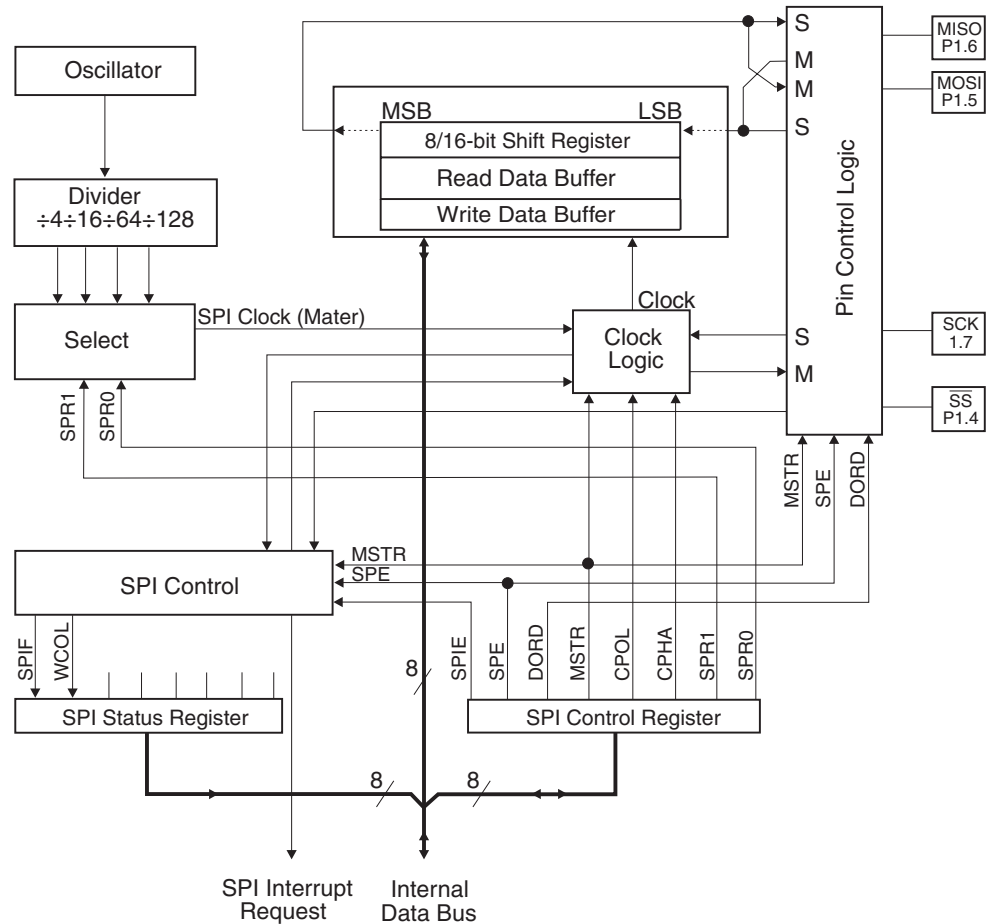 Oscillator
Divider
÷4÷16÷64÷128
Select
SPR1
SPR0
SPI Clock (Mater)
MSB
LSB
8/16-bit Shift Register
Read Data Buffer
Write Data Buffer
Clock
Clock
Logic
S
M
M
S
S
M
Pin Control Logic
MISO
P1.6
MOSI
P1.5
SCK
1.7
S̅S̅
P1.4
MSTR
SPE
DORD
MSTR
SPE
SPI Control
SPIF
WCOL
SPI Status Register
SPIE
SPE
DORD
MSTR
CPOL
CPHA
SPR1
SPR0
SPI Control Register
8
8
8
SPI Interrupt
Request
Internal
Data Bus